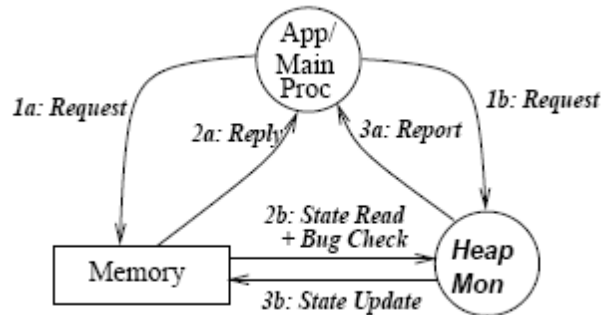 App/
Main
Proc
1a: Request
1b: Request
2a: Reply
3a: Report
2b: State Read
+ Bug Check
Memory
Heap
Mon
3b: State Update